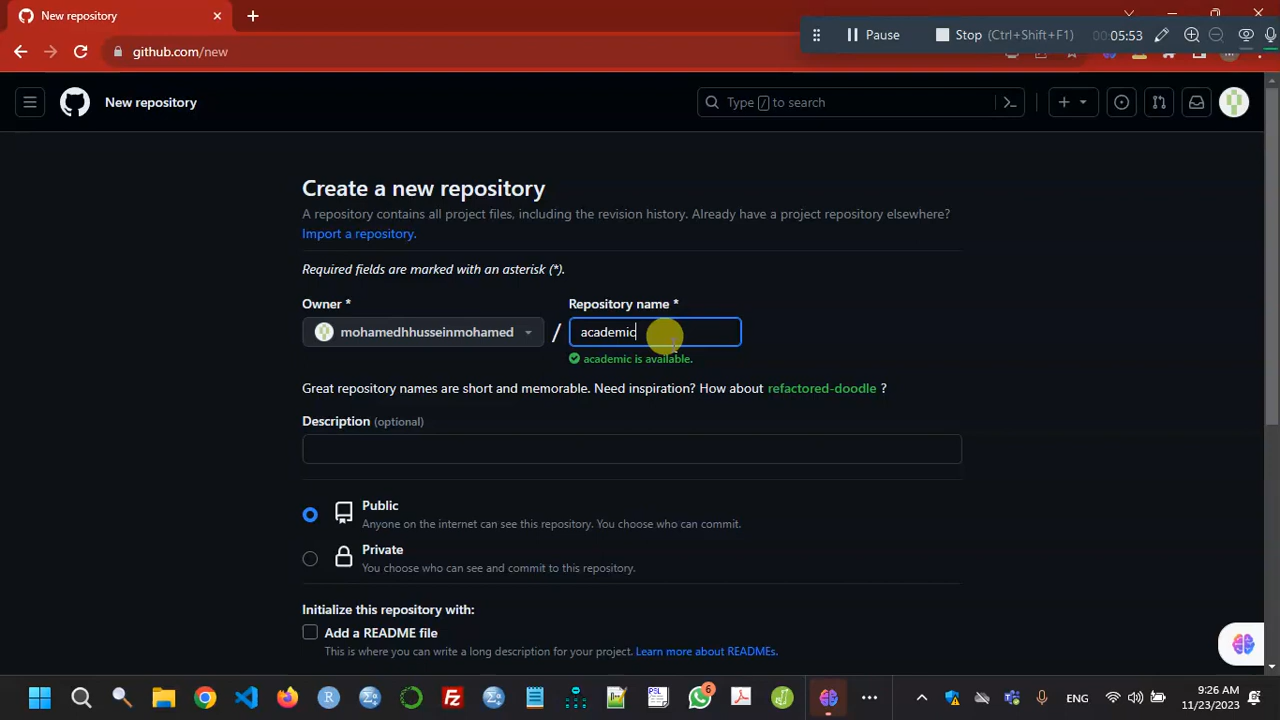 New repository
Pause
Stop (Ctrl+Shift+F1)
00:05:53
github.com/new
New repository
Type / to search
Create a new repository
A repository contains all project files, including the revision history. Already have a project repository elsewhere?
Import a repository.
Required fields are marked with an asterisk (*).
Owner *
Repository name *
mohamedhhusseinmohamed
/
academic
academic is available.
Great repository names are short and memorable. Need inspiration? How about refactored-doodle ?
Description (optional)
Public
Anyone on the internet can see this repository. You choose who can commit.
Private
You choose who can see and commit to this repository.
Initialize this repository with:
Add a README file
This is where you can write a long description for your project. Learn more about READMEs.
R
FZ
PSL
6
ENG
9:26 AM
11/23/2023